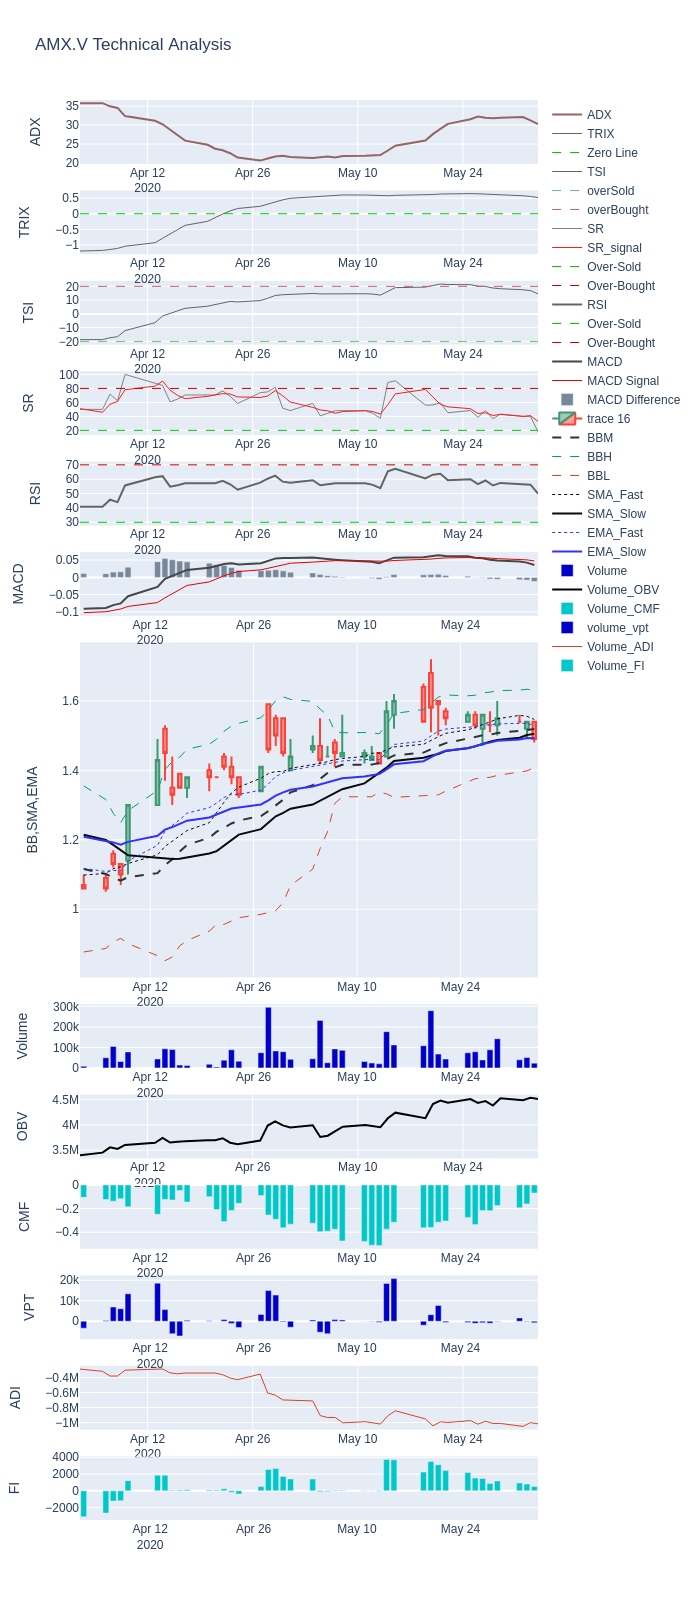 AMX.V Technical Analysis
ADX
35
30
25
20
Apr 12
2020
Apr 26
May 10
May 24
TRIX
0.5
0
−0.5
−1
Apr 12
2020
Apr 26
May 10
May 24
TSI
20
10
0
−10
−20
Apr 12
2020
Apr 26
May 10
May 24
SR
100
80
60
40
20
Apr 12
2020
Apr 26
May 10
May 24
RSI
70
60
50
40
30
Apr 12
2020
Apr 26
May 10
May 24
MACD
0.05
0
−0.05
−0.1
Apr 12
2020
Apr 26
May 10
May 24
BB,SMA,EMA
1.6
1.4
1.2
1
Apr 12
2020
Apr 26
May 10
May 24
Volume
300k
200k
100k
0
Apr 12
2020
Apr 26
May 10
May 24
OBV
4.5M
4M
3.5M
Apr 12
2020
Apr 26
May 10
May 24
CMF
0
−0.2
−0.4
Apr 12
2020
Apr 26
May 10
May 24
VPT
20k
10k
0
Apr 12
2020
Apr 26
May 10
May 24
ADI
−0.4M
−0.6M
−0.8M
−1M
Apr 12
2020
Apr 26
May 10
May 24
FI
4000
2000
0
−2000
Apr 12
2020
Apr 26
May 10
May 24
ADX
TRIX
Zero Line
TSI
overSold
overBought
SR
SR_signal
Over-Sold
Over-Bought
RSI
Over-Sold
Over-Bought
MACD
MACD Signal
MACD Difference
trace 16
BBM
BBH
BBL
SMA_Fast
SMA_Slow
EMA_Fast
EMA_Slow
Volume
Volume_OBV
Volume_CMF
volume_vpt
Volume_ADI
Volume_FI